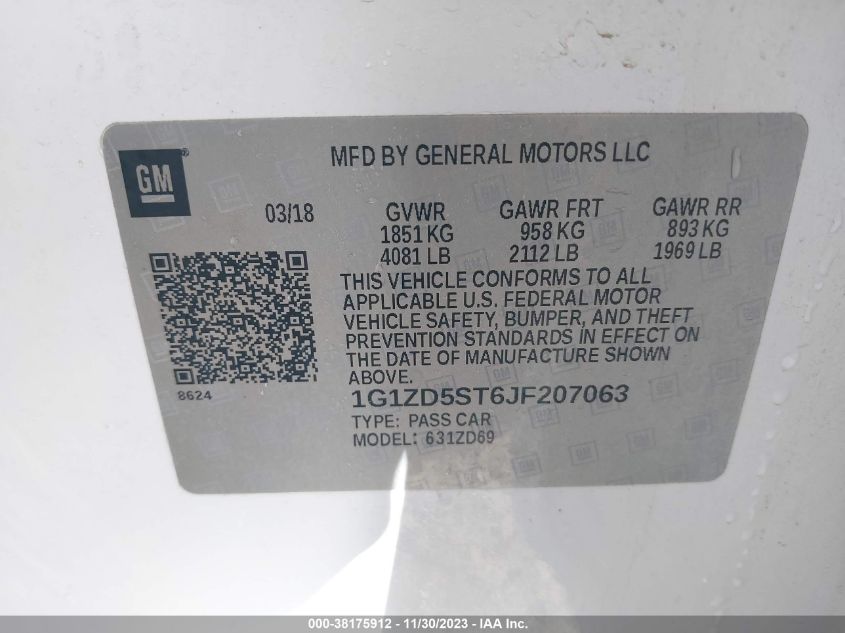 GM
®
MFD BY GENERAL MOTORS LLC
03/18
GVWR
1851 KG
4081 LB
GAWR FRT
958 KG
2112 LB
GAWR RR
893 KG
1969 LB
THIS VEHICLE CONFORMS TO ALL
APPLICABLE U.S. FEDERAL MOTOR
VEHICLE SAFETY, BUMPER, AND THEFT
PREVENTION STANDARDS IN EFFECT ON
THE DATE OF MANUFACTURE SHOWN
ABOVE.
8624
1G1ZD5ST6JF207063
TYPE: PASS CAR
MODEL: 631ZD69
000-38175912 - 11/30/2023 - IAA Inc.